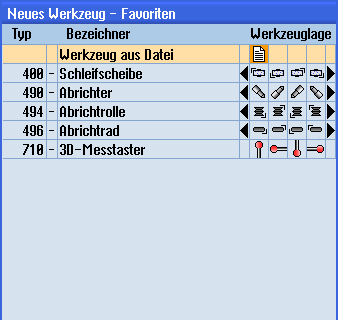 Neues Werkzeug - Favoriten
Typ Bezeichner Werkzeuglage
Werkzeug aus Datei
400 - Schleifscheibe
490 - Abrichter
494 - Abrichtrolle
496 - Abrichtrad
710 - 3D-Messtaster